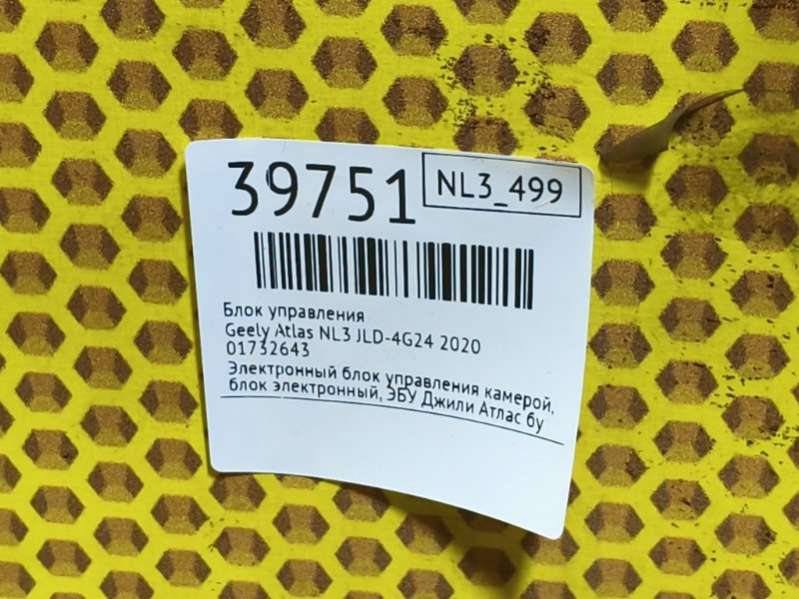 39751
NL3_499
Блок управления
Geely Atlas NL3 JLD-4G24 2020
01732643
Электронный блок управления камерой,
блок электронный, ЭБУ Джили Атлас бу